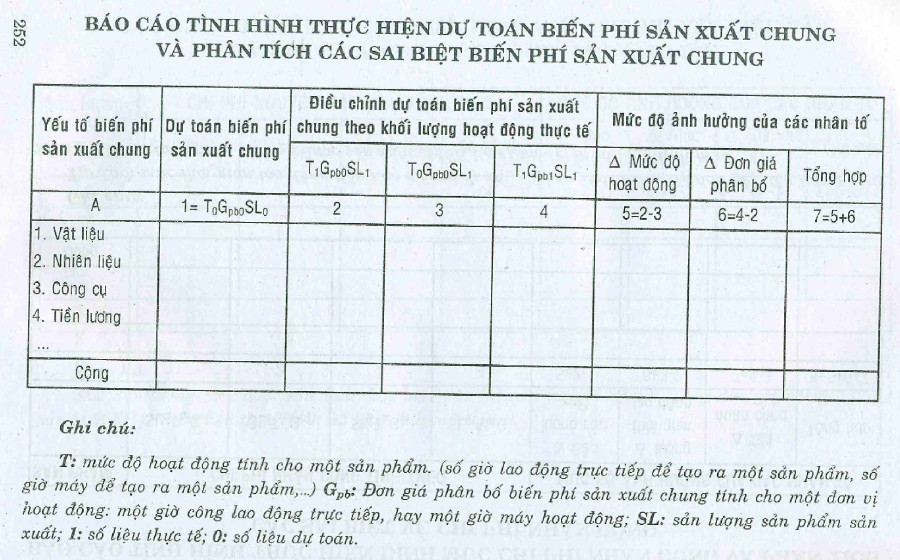 252
BÁO CÁO TÌNH HÌNH THỰC HIỆN DỰ TOÁN BIẾN PHÍ SẢN XUẤT CHUNG
VÀ PHÂN TÍCH CÁC SAI BIỆT BIẾN PHÍ SẢN XUẤT CHUNG
Yếu tố biến phí sản xuất chung
Dự toán biến phí sản xuất chung
Điều chỉnh dự toán biến phí sản xuất chung theo khối lượng hoạt động thực tế
Mức độ ảnh hưởng của các nhân tố
T₁Gpb0SL₁ T₀Gpb0SL₁ T₁Gpb1SL₁
Δ Mức độ hoạt động
Δ Đơn giá phân bổ
Tổng hợp
A 1= T₀Gpb0SL₀ 2 3 4 5=2-3 6=4-2 7=5+6
1. Vật liệu
2. Nhiên liệu
3. Công cụ
4. Tiền lương
...
Cộng
Ghi chú:
T: mức độ hoạt động tính cho một sản phẩm. (số giờ lao động trực tiếp để tạo ra một sản phẩm, số
giờ máy để tạo ra một sản phẩm,...) Gpb: Đơn giá phân bổ biến phí sản xuất chung tính cho một đơn vị
hoạt động: một giờ công lao động trực tiếp, hay một giờ máy hoạt động; SL: sản lượng sản phẩm sản
xuất; 1: số liệu thực tế; 0: số liệu dự toán.